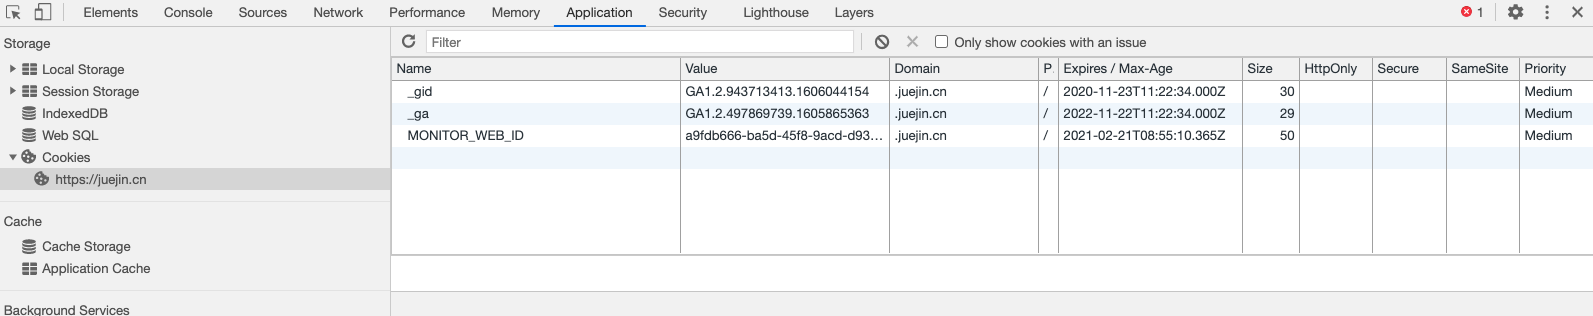 Elements Console Sources Network Performance Memory Application Security Lighthouse Layers 1
Storage
Local Storage
Session Storage
IndexedDB
Web SQL
Cookies
https://juejin.cn
Cache
Cache Storage
Application Cache
Background Services
Filter Only show cookies with an issue
Name Value Domain P. Expires / Max-Age Size HttpOnly Secure SameSite Priority
_gid GA1.2.943713413.1606044154 .juejin.cn / 2020-11-23T11:22:34.000Z 30 Medium
_ga GA1.2.497869739.1605865363 .juejin.cn / 2022-11-22T11:22:34.000Z 29 Medium
MONITOR_WEB_ID a9fdb666-ba5d-45f8-9acd-d93... .juejin.cn / 2021-02-21T08:55:10.365Z 50 Medium